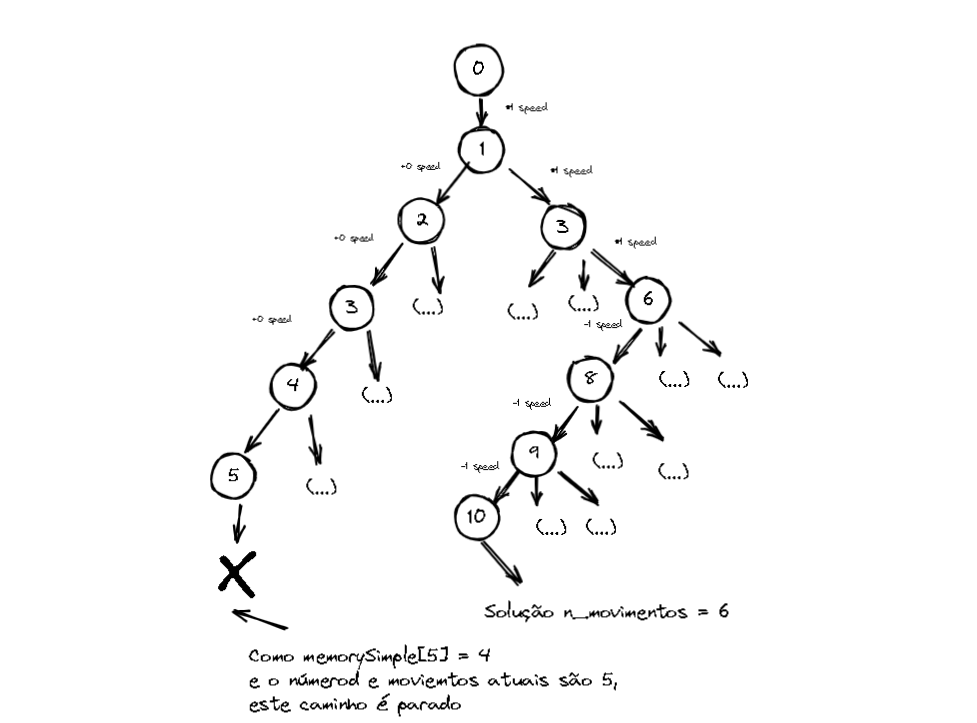 0
+1 speed
1
+0 speed
+1 speed
2
3
+0 speed
+1 speed
3
(...)
(...)
(...)
6
+0 speed
-1 speed
4
(...)
8
(...)
(...)
-1 speed
5
(...)
9
(...)
(...)
-1 speed
10
(...)
(...)
Solução n_movimentos = 6
Como memorySimple[5] = 4
e o númerod e moviemtos atuais são 5,
este caminho é parado